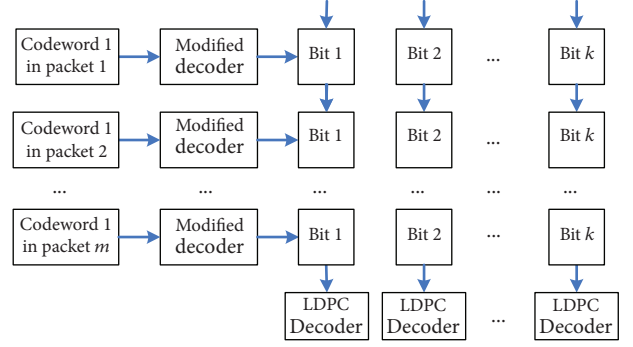 Codeword 1
in packet 1
Modified
decoder
Bit 1
Bit 2
...
Bit k
Codeword 1
in packet 2
Modified
decoder
Bit 1
Bit 2
...
Bit k
... ... ... ... ... ...
Codeword 1
in packet m
Modified
decoder
Bit 1
Bit 2
...
Bit k
LDPC
Decoder
LDPC
Decoder
...
LDPC
Decoder